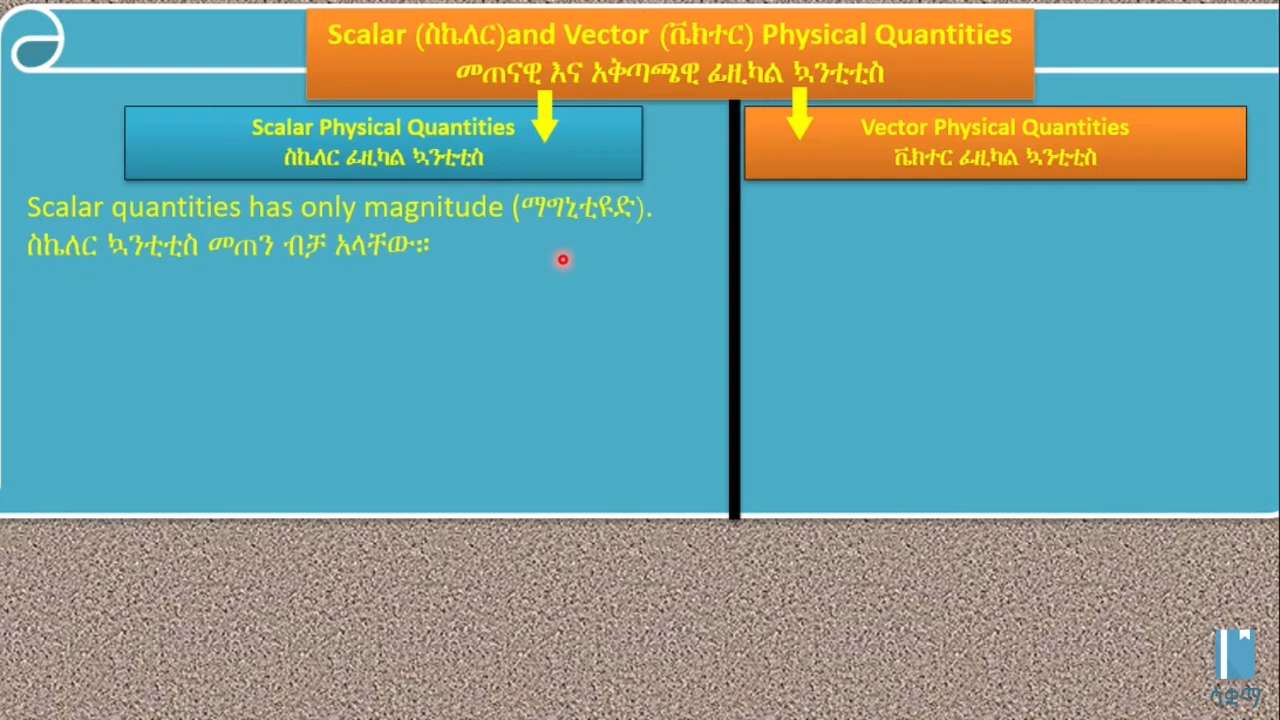 Scalar (ስኬለር)and Vector (ቬክተር) Physical Quantities
መጠናዊ እና አቅጣጫዊ ፊዚካል ኳንቲቲስ
Scalar Physical Quantities
ስኬለር ፊዚካል ኳንቲቲስ
Vector Physical Quantities
ቬክተር ፊዚካል ኳንቲቲስ
Scalar quantities has only magnitude (ማግኒቲዩድ).
ስኬለር ኳንቲቲስ መጠን ብቻ አላቸው።